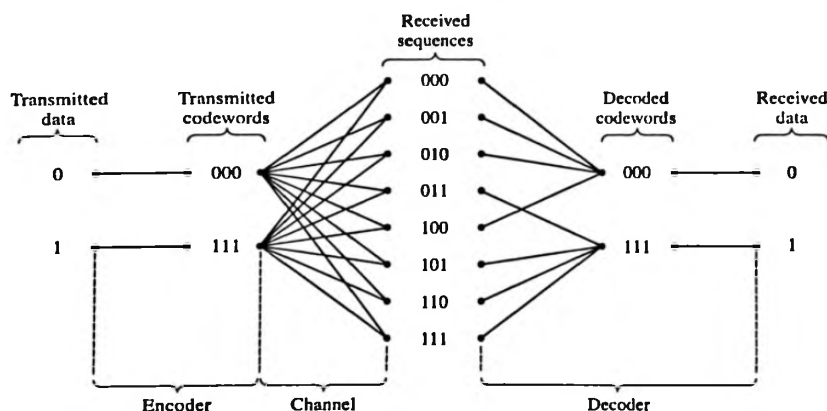 Received
sequences
000
Transmitted
data
Transmitted
codewords
001
Decoded
codewords
Received
data
010
0
000
000
0
011
100
1
111
111
1
101
110
111
Encoder
Channel
Decoder